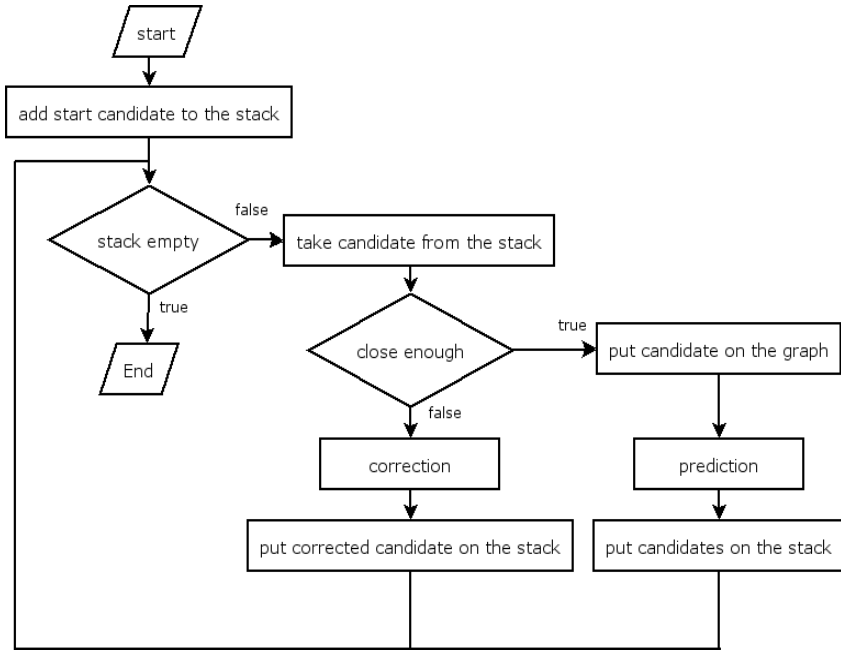 start
add start candidate to the stack
false
stack empty
take candidate from the stack
true
true
End
close enough
put candidate on the graph
false
correction
prediction
put corrected candidate on the stack
put candidates on the stack